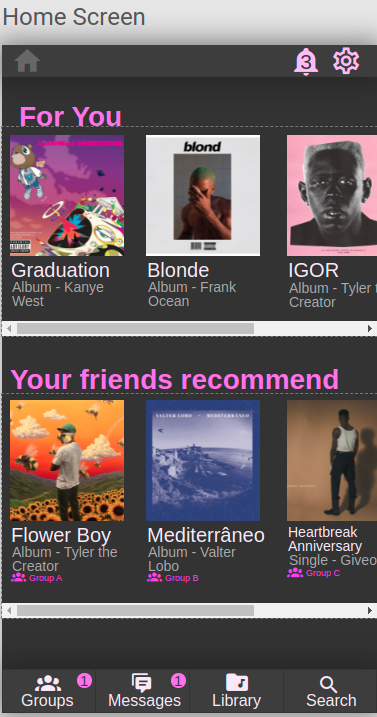 Home Screen
3
For You
blond
Graduation
Album - Kanye
West
Blonde
Album - Frank
Ocean
IGOR
Album - Tyler t
Creator
Your friends recommend
VALTER LOBO — MEDITERRÂNEO
Flower Boy
Album - Tyler the
Creator
Group A
Mediterrâneo
Album - Valter
Lobo
Group B
Heartbreak
Anniversary
Single - Giveo
Group C
1
Groups
1
Messages
Library
Search